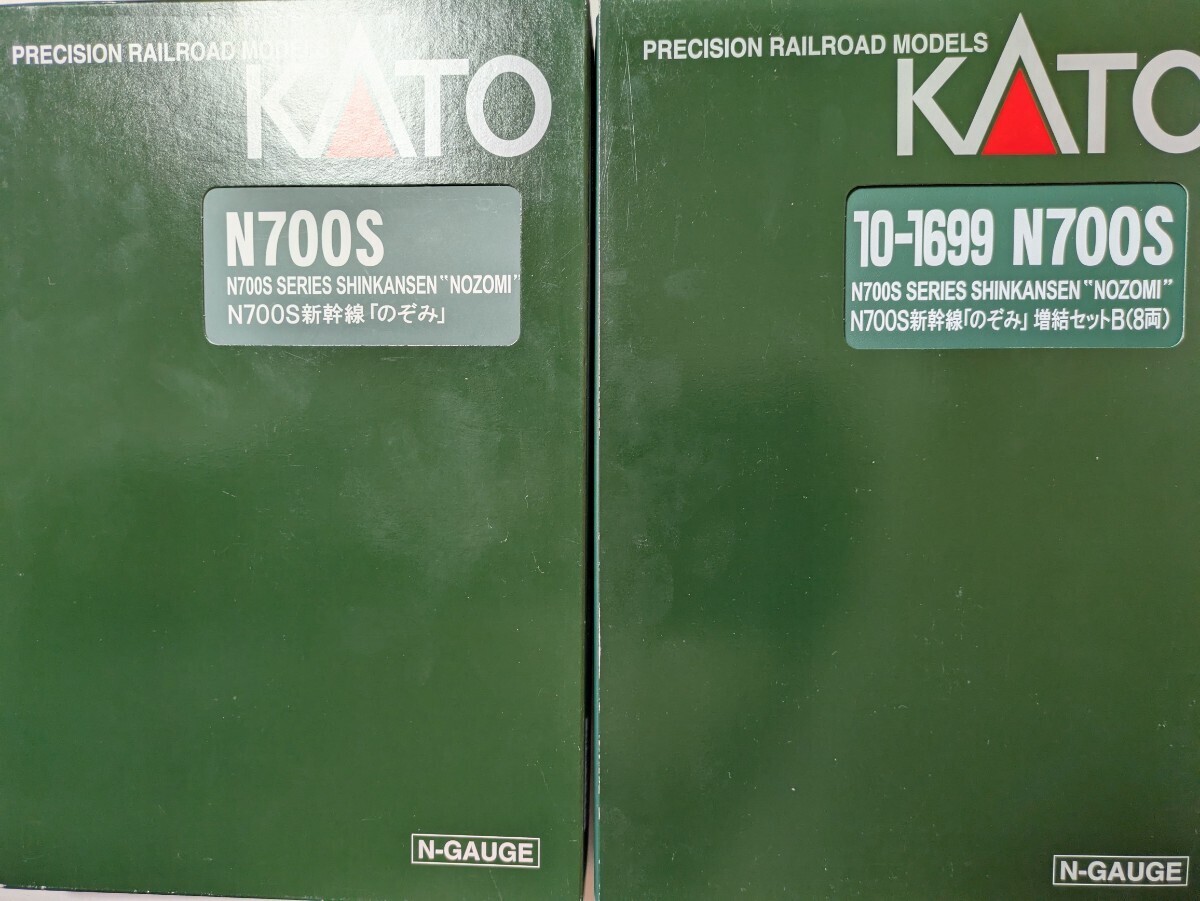 PRECISION RAILROAD MODELS
KATO
N700S
N700S SERIES SHINKANSEN "NOZOMI"
N700S新幹線「のぞみ」
N-GAUGE
PRECISION RAILROAD MODELS
KATO
10-1699 N700S
N700S SERIES SHINKANSEN "NOZOMI"
N700S新幹線「のぞみ」増結セットB(8両)
N-GAUGE